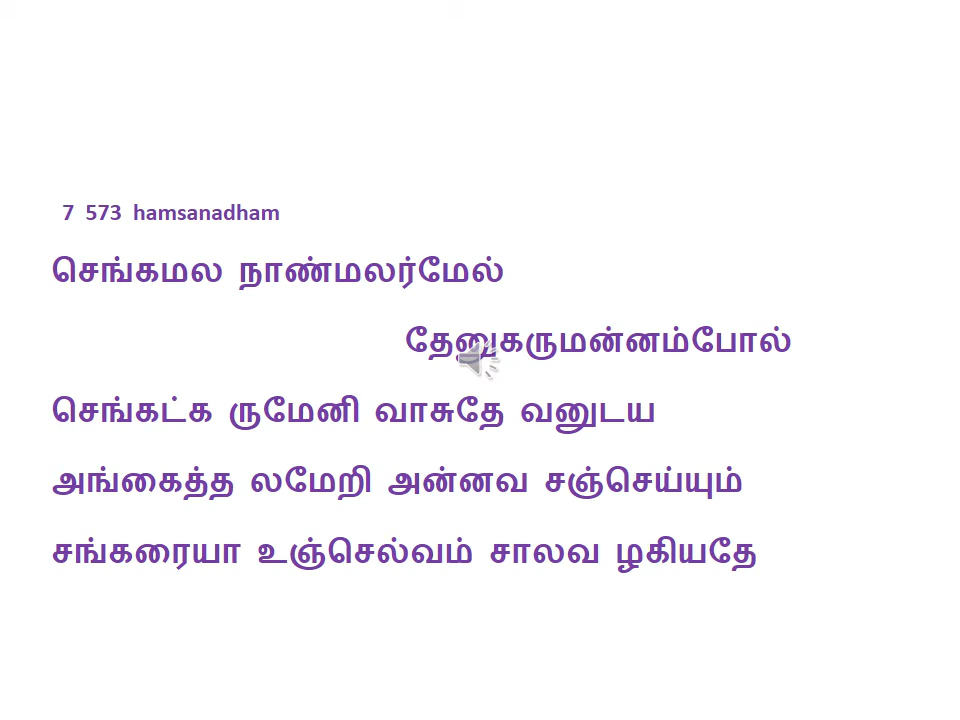 7 573 hamsanadham
செங்கமல நாண்மலர்மேல்
தேனுகருமன்னம்போல்
செங்கட்க ருமேனி வாசுதே வனுடய
அங்கைத்த லமேறி அன்னவ சஞ்செய்யும்
சங்கரையா உஞ்செல்வம் சாலவ ழகியதே